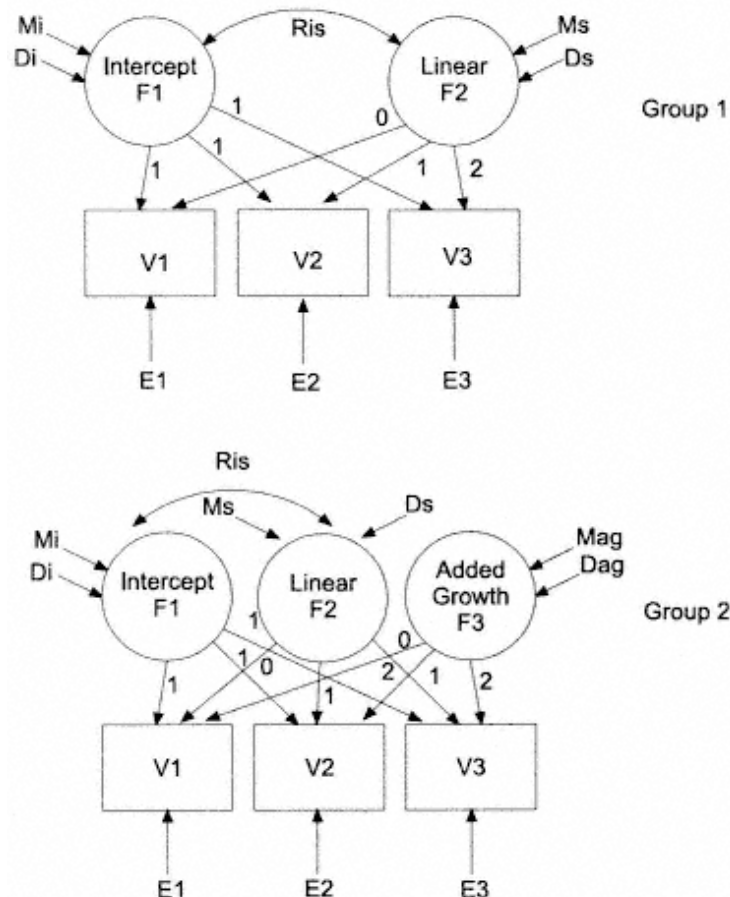 Mi
Di
Intercept
F1
Ris
Linear
F2
Ms
Ds
Group 1
1
0
1
1
1
2
V1
V2
V3
E1
E2
E3
Ris
Ms
Ds
Mi
Di
Intercept
F1
Linear
F2
Added
Growth
F3
Mag
Dag
Group 2
1
0
1
0
2
1
1
1
2
V1
V2
V3
E1
E2
E3